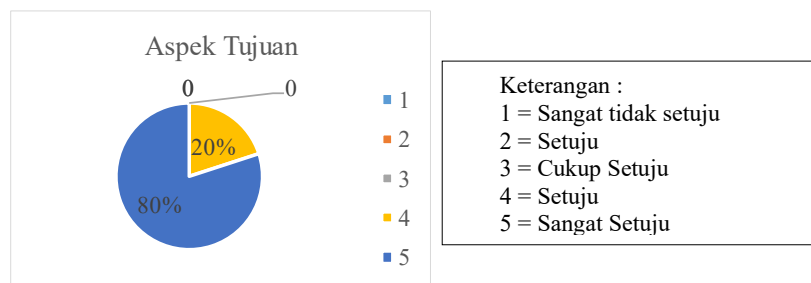 Aspek Tujuan
0
0
20%
80%
1
2
3
4
5
Keterangan :
1 = Sangat tidak setuju
2 = Setuju
3 = Cukup Setuju
4 = Setuju
5 = Sangat Setuju